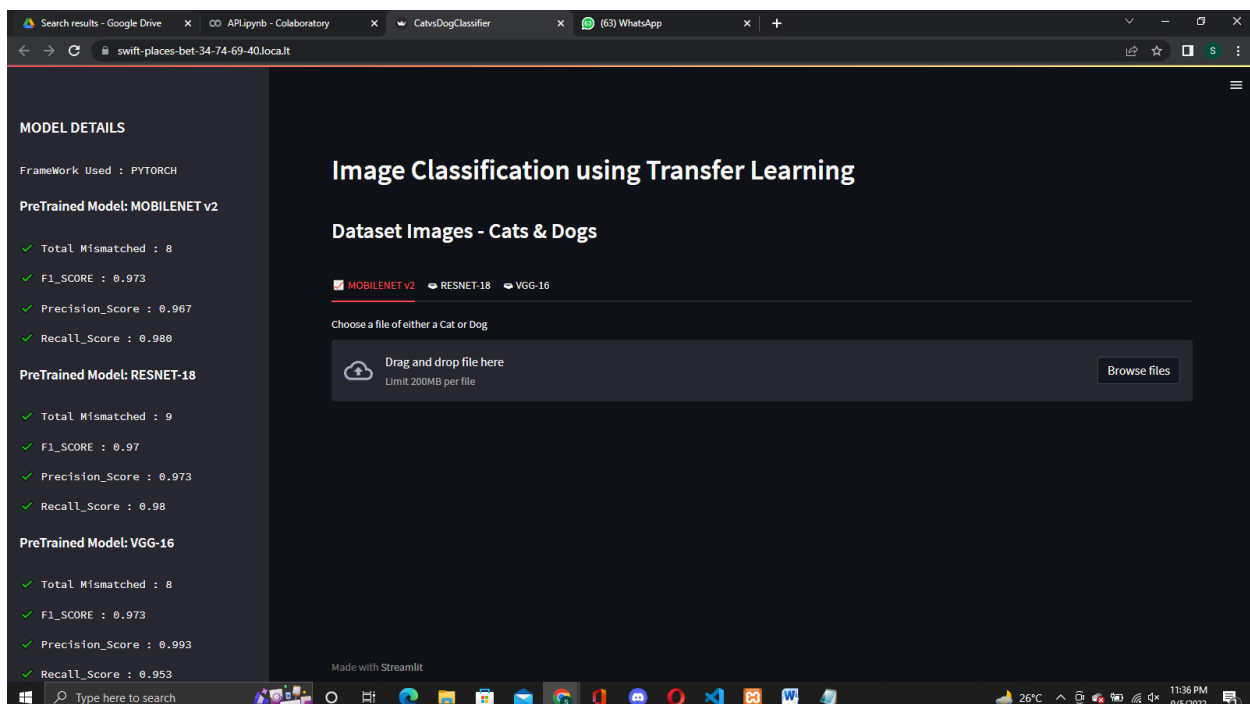 Search results - Google Drive
API.ipynb - Colaboratory
CatvsDogClassifier
(63) WhatsApp
swift-places-bet-34-74-69-40.loca.lt
S
MODEL DETAILS
FrameWork Used : PYTORCH
PreTrained Model: MOBILENET v2
Total Mismatched : 8
F1_SCORE : 0.973
Precision_Score : 0.967
Recall_Score : 0.980
PreTrained Model: RESNET-18
Total Mismatched : 9
F1_SCORE : 0.97
Precision_Score : 0.973
Recall_Score : 0.98
PreTrained Model: VGG-16
Total Mismatched : 8
F1_SCORE : 0.973
Precision_Score : 0.993
Recall_Score : 0.953
Image Classification using Transfer Learning
Dataset Images - Cats & Dogs
MOBILENET v2 RESNET-18 VGG-16
Choose a file of either a Cat or Dog
Drag and drop file here
Limit 200MB per file
Browse files
Made with Streamlit
Type here to search
26°C
11:36 PM